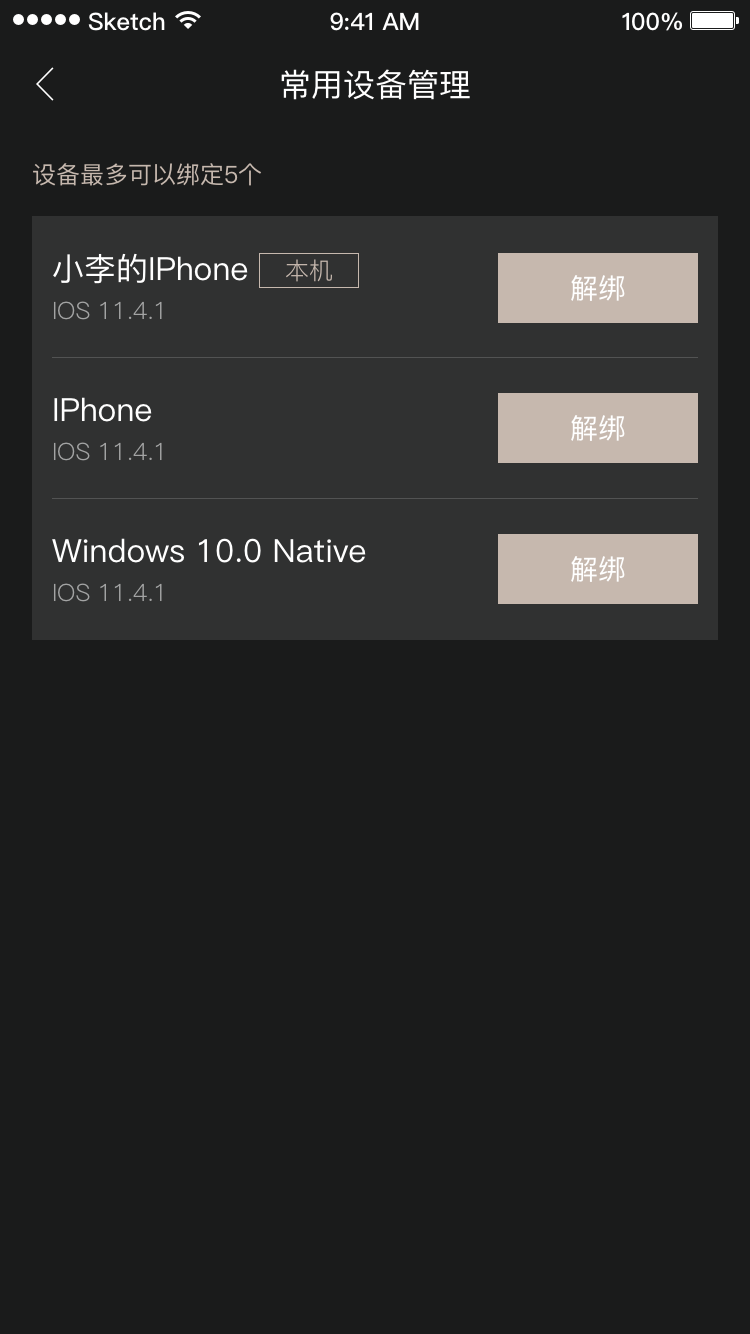 Sketch 9:41 AM 100%
常用设备管理
设备最多可以绑定5个
小李的IPhone 本机
IOS 11.4.1
解绑
IPhone
IOS 11.4.1
解绑
Windows 10.0 Native
IOS 11.4.1
解绑